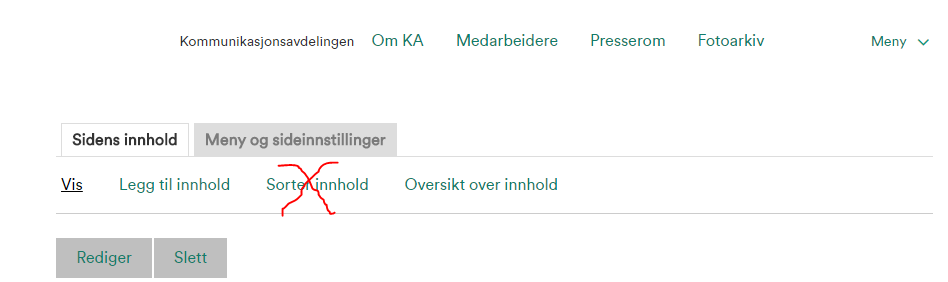 Kommunikasjonsavdelingen Om KA Medarbeidere Presserom Fotoarkiv Meny
Sidens innhold Meny og sideinnstillinger
Vis Legg til innhold Sorter innhold Oversikt over innhold
Rediger Slett